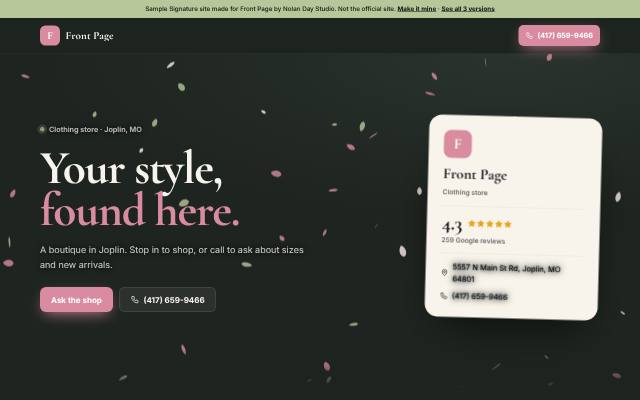 Sample Signature site made for Front Page by Nolan Day Studio. Not the official site. Make it mine · See all 3 versions
F Front Page
(417) 659-9466
Clothing store · Joplin, MO
Your style,
found here.
A boutique in Joplin. Stop in to shop, or call to ask about sizes
and new arrivals.
Ask the shop
(417) 659-9466
F
Front Page
Clothing store
4.3 ★★★★★
259 Google reviews
5557 N Main St Rd, Joplin, MO
64801
(417) 659-9466